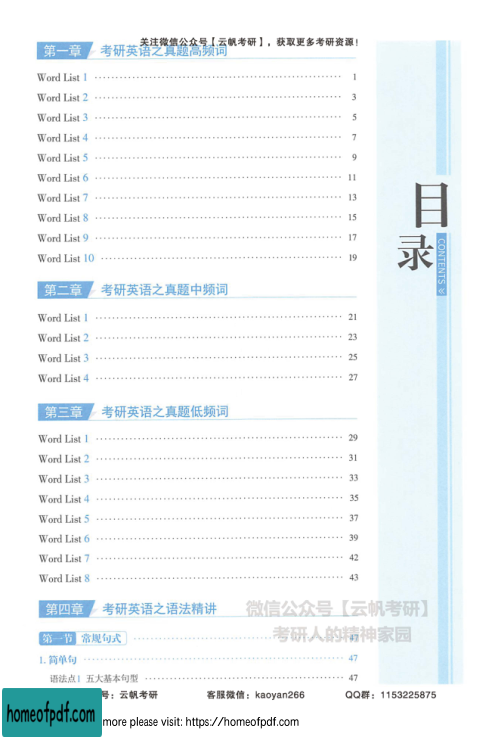 关注微信公众号【云帆考研】,获取更多考研资源!
第一章 考研英语之真题高频词
Word List 1 1
Word List 2 3
Word List 3 5
Word List 4 7
Word List 5 9
Word List 6 11
Word List 7 13
Word List 8 15
Word List 9 17
Word List 10 19
目录
CONTENTS
第二章 考研英语之真题中频词
Word List 1 21
Word List 2 23
Word List 3 25
Word List 4 27
第三章 考研英语之真题低频词
Word List 1 29
Word List 2 31
Word List 3 33
Word List 4 35
Word List 5 37
Word List 6 39
Word List 7 42
Word List 8 43
第四章 考研英语之语法精讲
微信公众号【云帆考研】
第一节 常规句式 47
考研人的精神家园
1. 简单句 47
语法点1 五大基本句型 47
号:云帆考研 客服微信:kaoyan266 QQ群:1153225875
homeofpdf.com
more please visit: https://homeofpdf.com